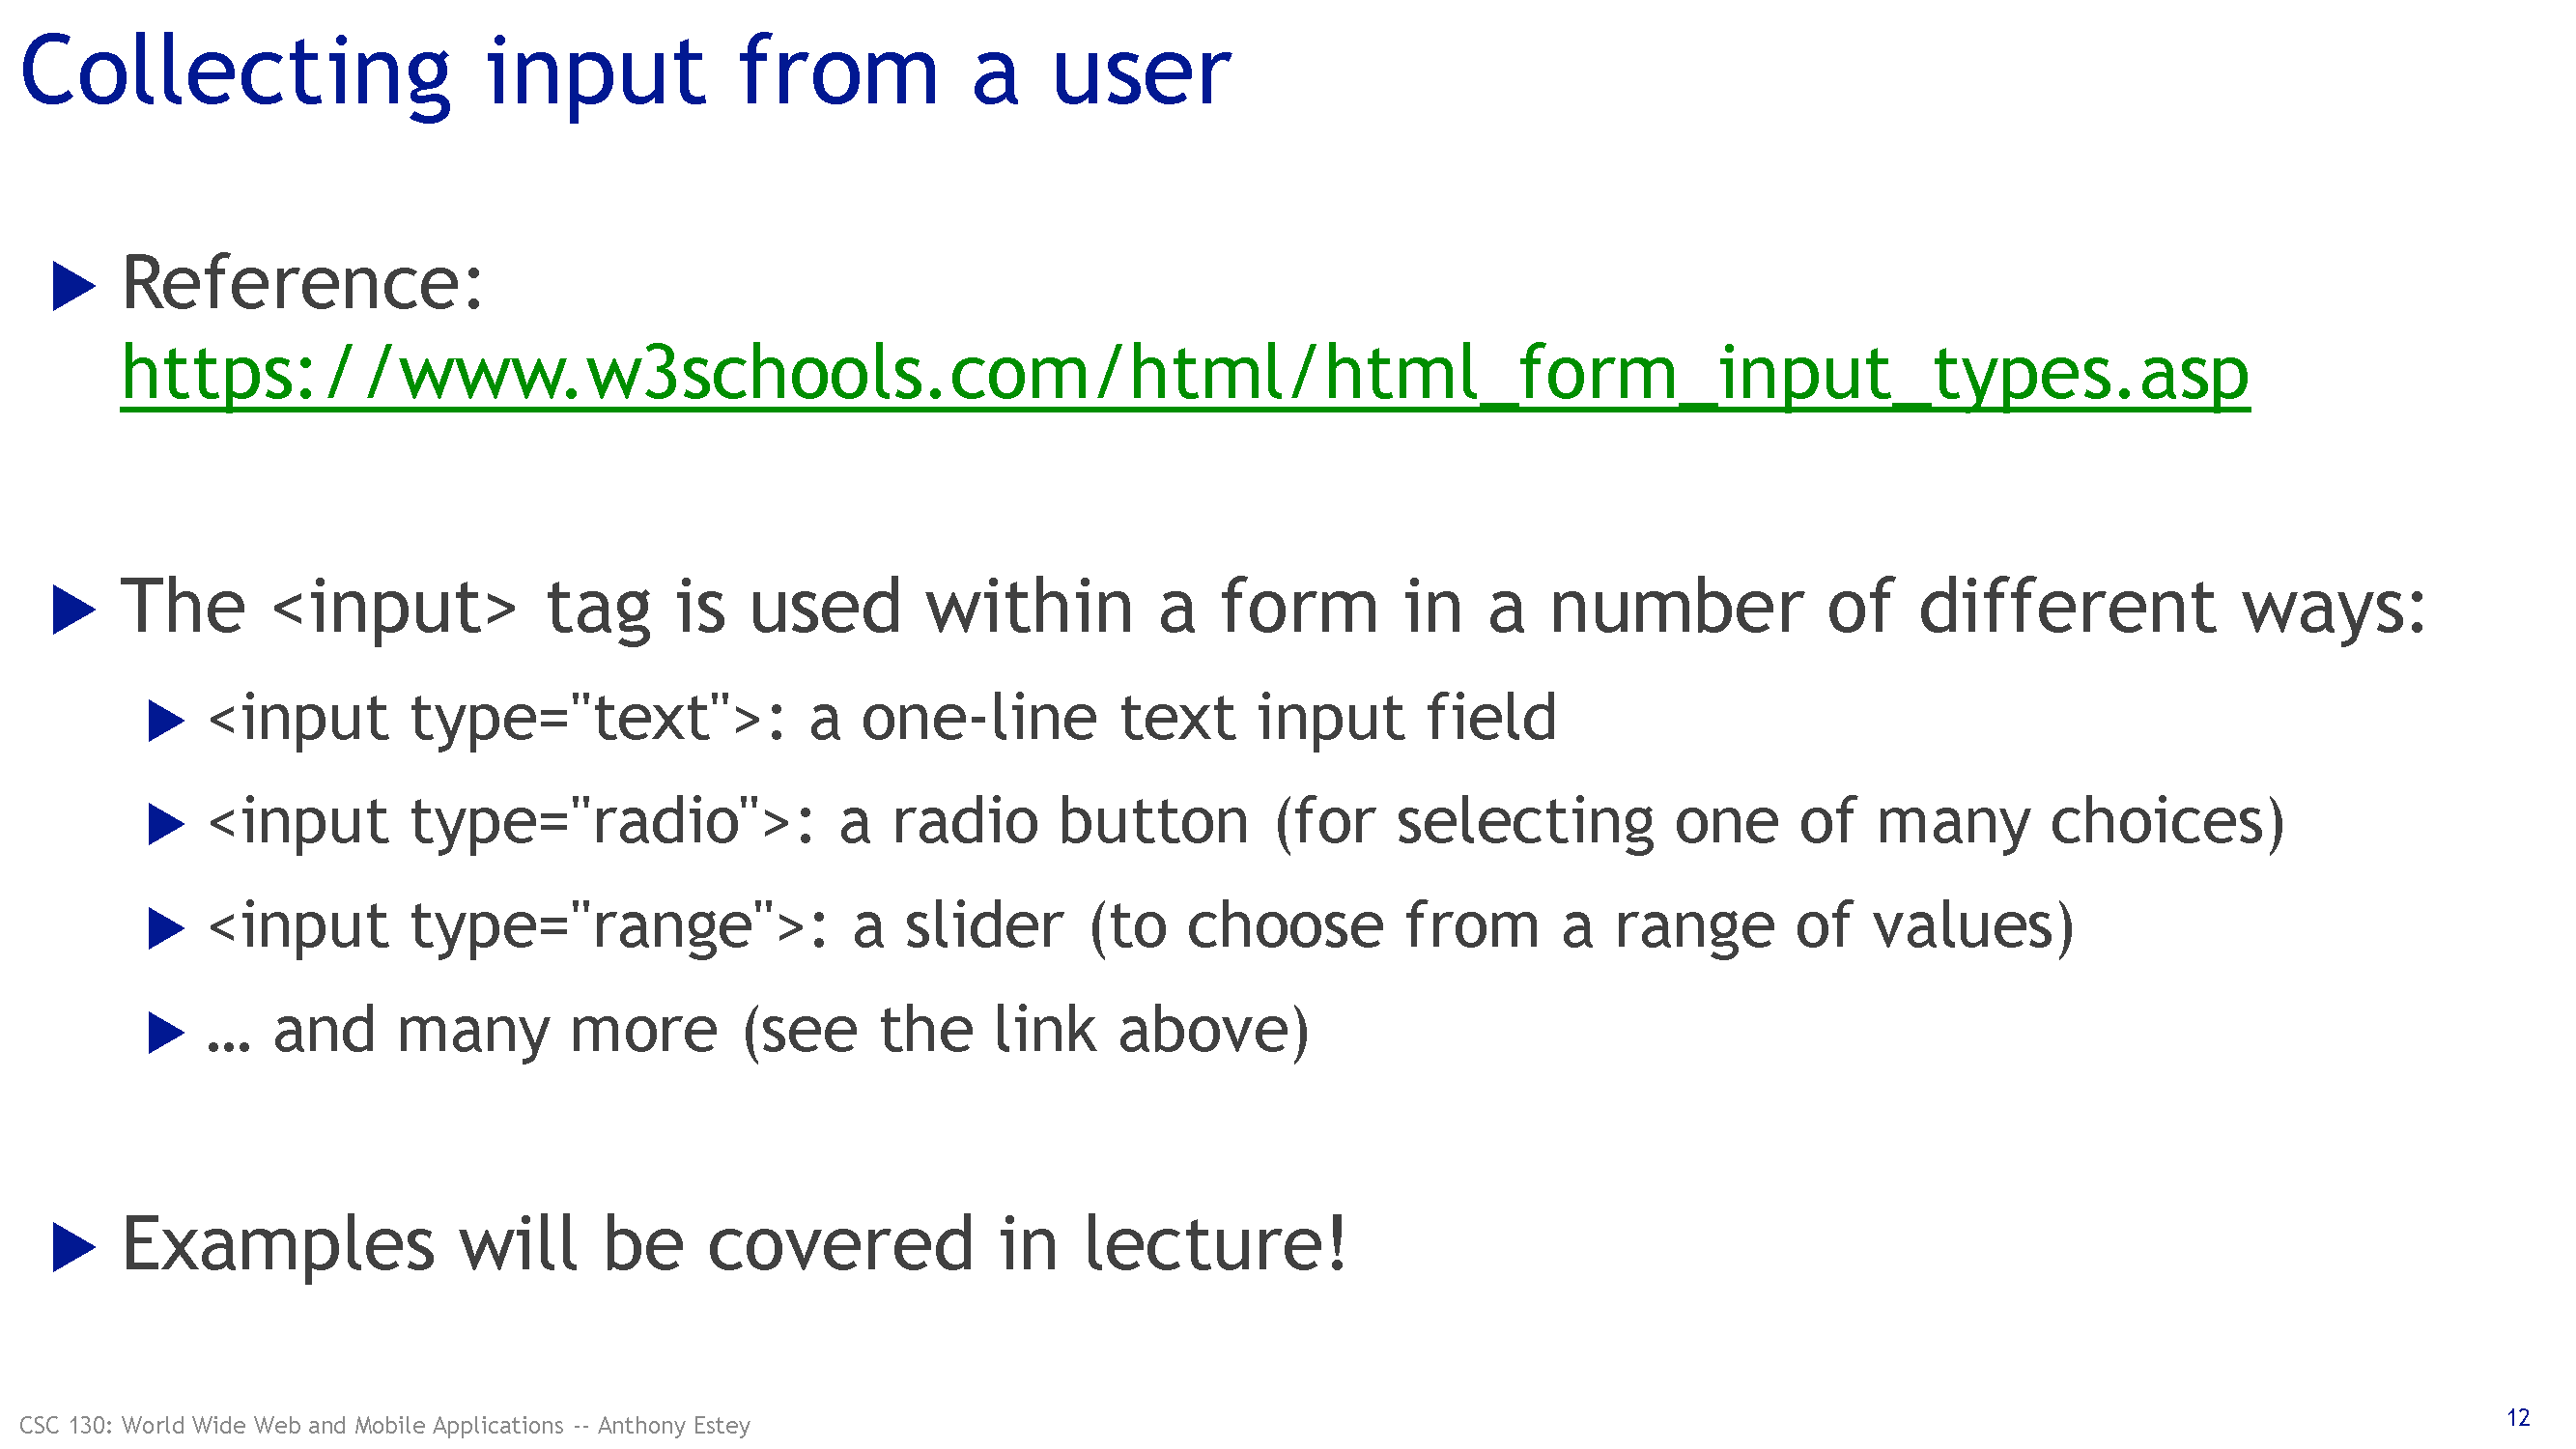 Collecting input from a user
Reference:
https://www.w3schools.com/html/html_form_input_types.asp
The <input> tag is used within a form in a number of different ways:
<input type="text">: a one-line text input field
<input type="radio">: a radio button (for selecting one of many choices)
<input type="range">: a slider (to choose from a range of values)
… and many more (see the link above)
Examples will be covered in lecture!
CSC 130: World Wide Web and Mobile Applications -- Anthony Estey
12